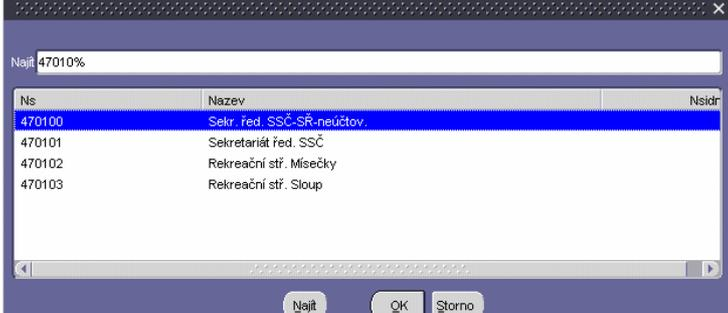 Najít 47010%
Ns Nazev Nsidr
470100 Sekr. řed. SSČ-SŘ-neúčtov.
470101 Sekretariát řed. SSČ
470102 Rekreační stř. Mísečky
470103 Rekreační stř. Sloup
Najít OK Storno